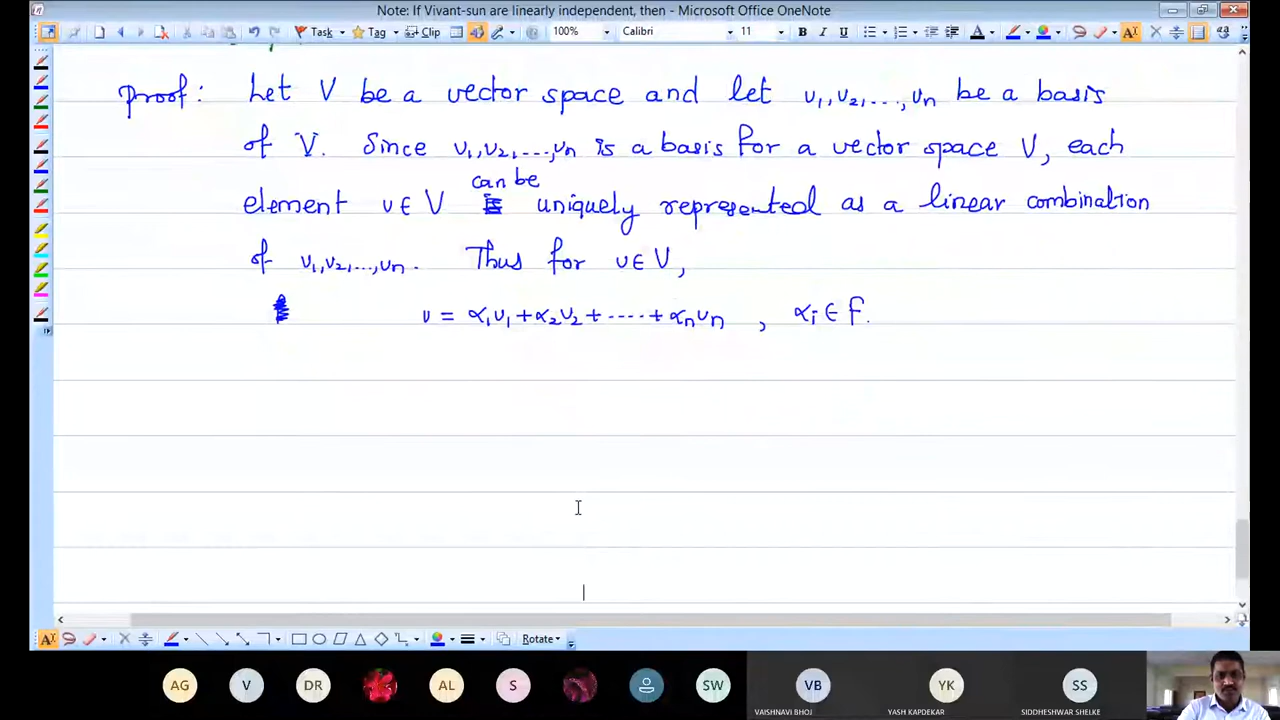 Note: If Vivant-sun are linearly independent, then - Microsoft Office OneNote
Task Tag Clip 100% Calibri 11 B I U
Proof: Let V be a vector space and let v1, v2, ..., vn be a basis
of V. Since v1, v2, ..., vn is a basis for a vector space V, each
can be
element v ∈ V uniquely represented as a linear combination
of v1, v2, ..., vn. Thus for v ∈ V,
v = α1v1 + α2v2 + ---- + αnvn , αi ∈ F.
Rotate
AG V DR AL S SW VB YK SS
VAISHNAVI BHOJ YASH KAPDEKAR SIDDHESHWAR SHELKE